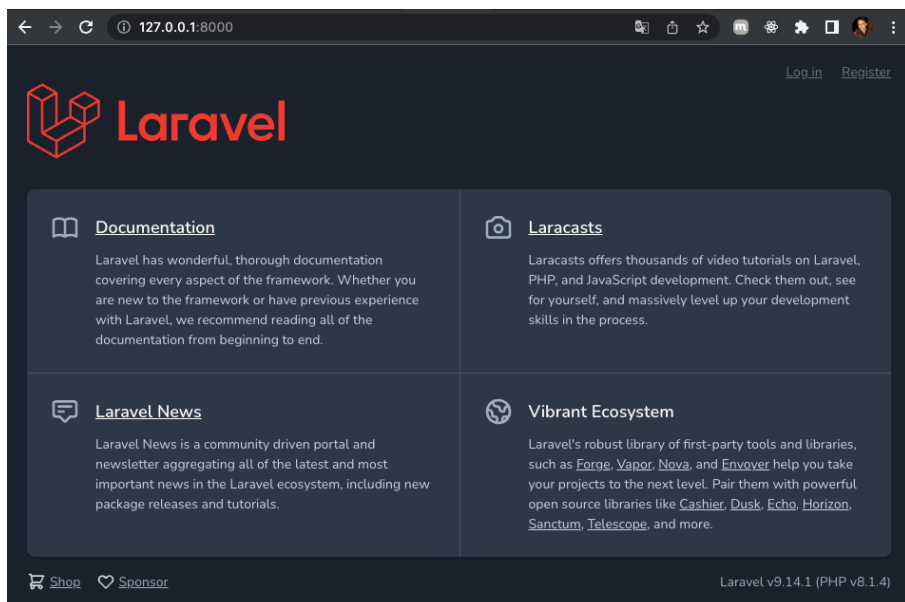 127.0.0.1:8000
Log in Register
Laravel
Documentation
Laravel has wonderful, thorough documentation
covering every aspect of the framework. Whether you
are new to the framework or have previous experience
with Laravel, we recommend reading all of the
documentation from beginning to end.
Laracasts
Laracasts offers thousands of video tutorials on Laravel,
PHP, and JavaScript development. Check them out, see
for yourself, and massively level up your development
skills in the process.
Laravel News
Laravel News is a community driven portal and
newsletter aggregating all of the latest and most
important news in the Laravel ecosystem, including new
package releases and tutorials.
Vibrant Ecosystem
Laravel's robust library of first-party tools and libraries,
such as Forge, Vapor, Nova, and Envoyer help you take
your projects to the next level. Pair them with powerful
open source libraries like Cashier, Dusk, Echo, Horizon,
Sanctum, Telescope, and more.
Shop Sponsor
Laravel v9.14.1 (PHP v8.1.4)